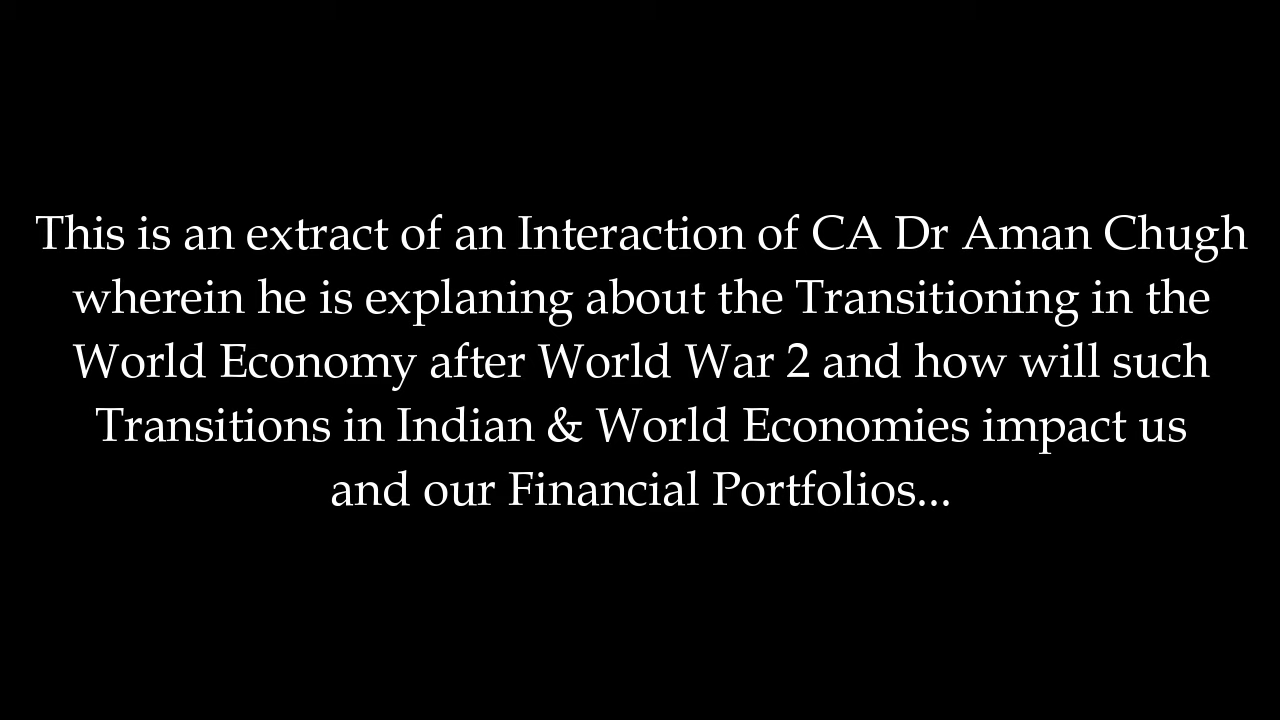 This is an extract of an Interaction of CA Dr Aman Chugh
wherein he is explaning about the Transitioning in the
World Economy after World War 2 and how will such
Transitions in Indian & World Economies impact us
and our Financial Portfolios...